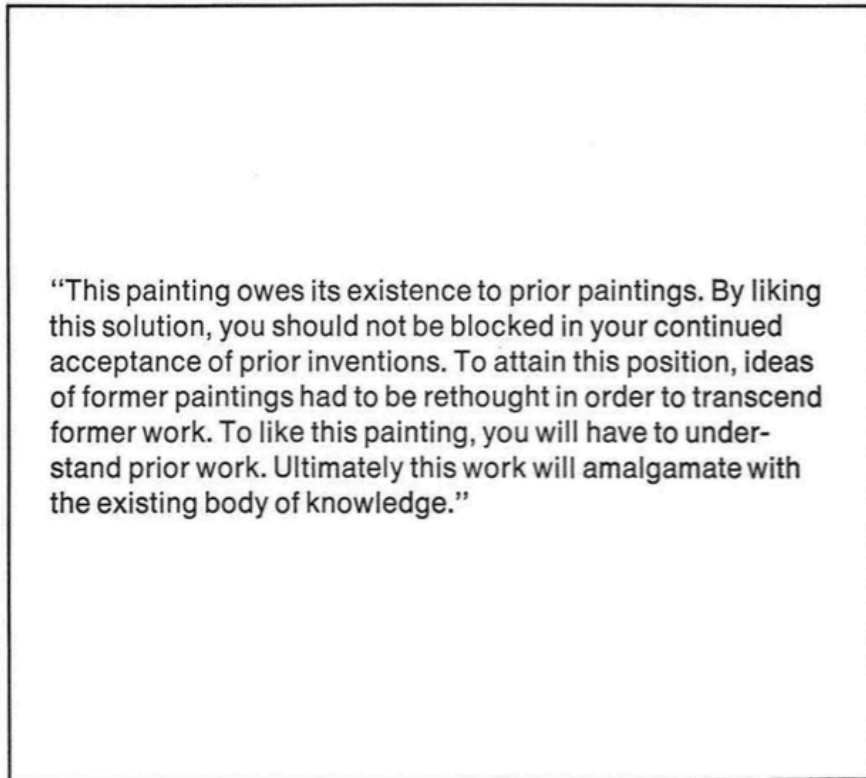 “This painting owes its existence to prior paintings. By liking
this solution, you should not be blocked in your continued
acceptance of prior inventions. To attain this position, ideas
of former paintings had to be rethought in order to transcend
former work. To like this painting, you will have to under-
stand prior work. Ultimately this work will amalgamate with
the existing body of knowledge.”